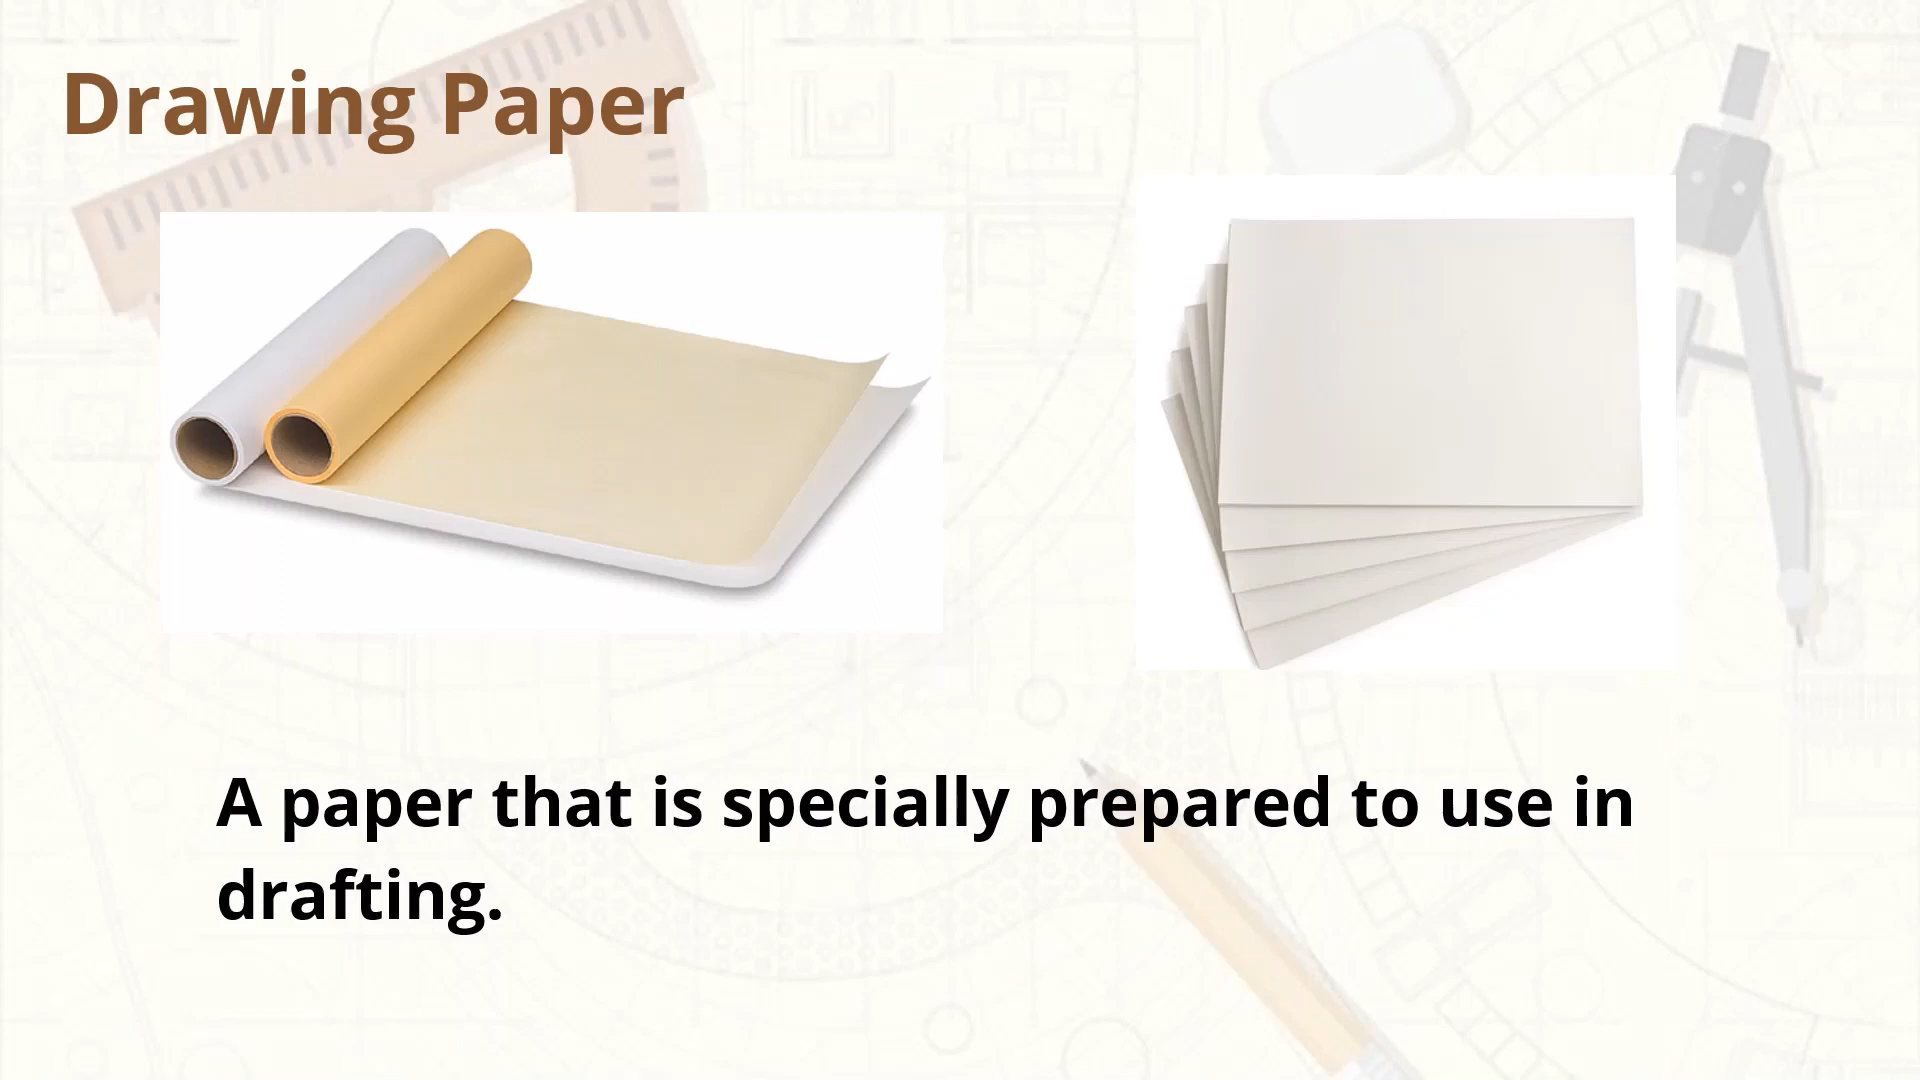 Drawing Paper
A paper that is specially prepared to use in
drafting.